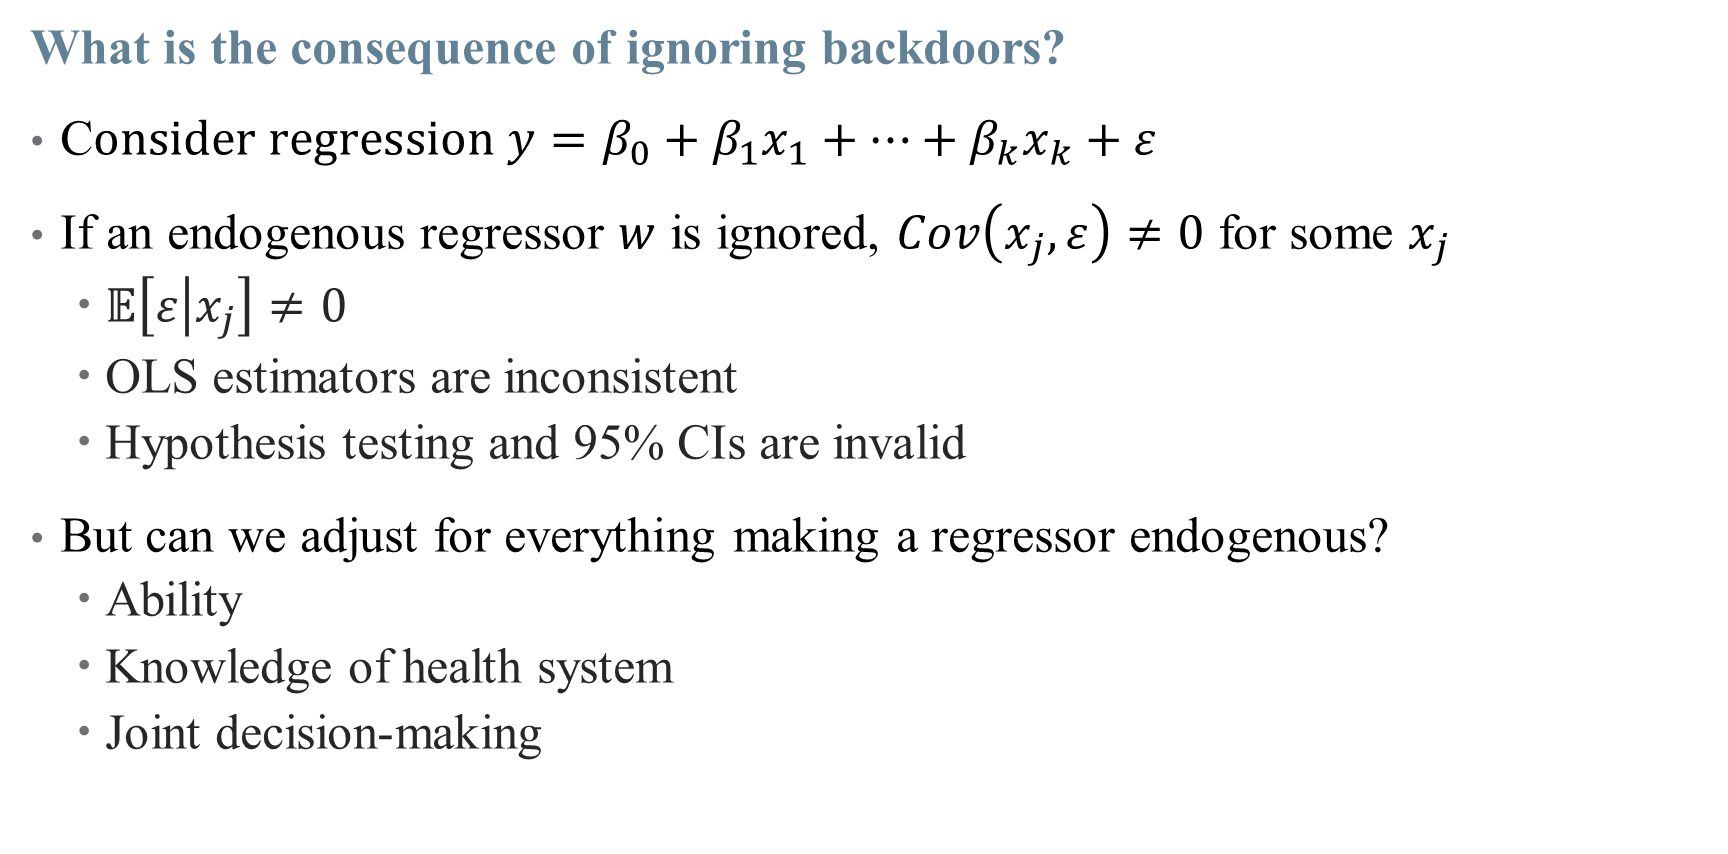 What is the consequence of ignoring backdoors?
• Consider regression 𝑦 = 𝛽₀ + 𝛽₁𝑥₁ + ⋯ + 𝛽ₖ𝑥ₖ + 𝜀
• If an endogenous regressor 𝑤 is ignored, 𝐶𝑜𝑣(𝑥ⱼ, 𝜀) ≠ 0 for some 𝑥ⱼ
• 𝔼[𝜀|𝑥ⱼ] ≠ 0
• OLS estimators are inconsistent
• Hypothesis testing and 95% CIs are invalid
• But can we adjust for everything making a regressor endogenous?
• Ability
• Knowledge of health system
• Joint decision-making